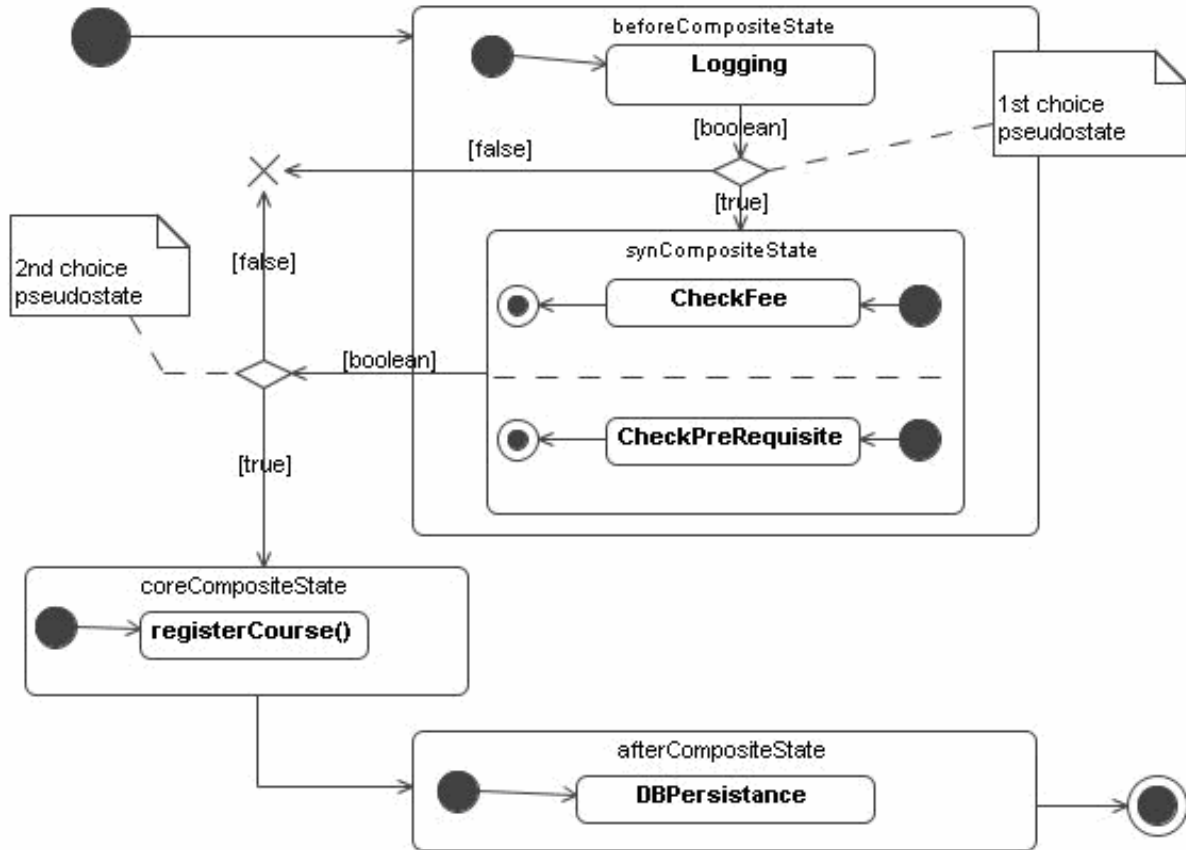 beforeCompositeState
Logging
1st choice
pseudostate
[boolean]
[false]
[true]
synCompositeState
2nd choice
pseudostate
[false]
CheckFee
[boolean]
CheckPreRequisite
[true]
coreCompositeState
registerCourse()
afterCompositeState
DBPersistance